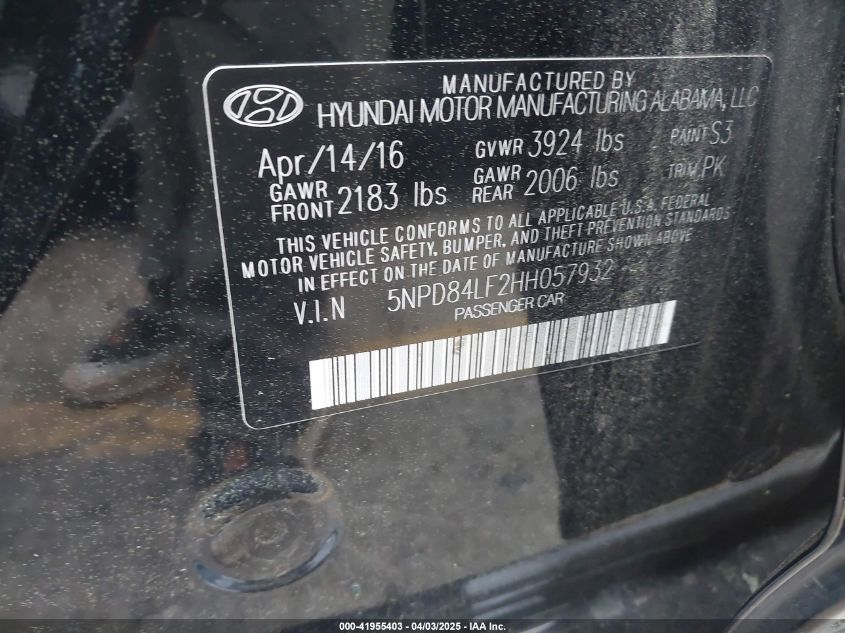 MANUFACTURED BY
HYUNDAI MOTOR MANUFACTURING ALABAMA, LLC
Apr/14/16 GVWR 3924 lbs PAINT S3
GAWR FRONT 2183 lbs GAWR REAR 2006 lbs TRIM PK
THIS VEHICLE CONFORMS TO ALL APPLICABLE U.S.A. FEDERAL
MOTOR VEHICLE SAFETY, BUMPER, AND THEFT PREVENTION STANDARDS
IN EFFECT ON THE DATE OF MANUFACTURE SHOWN ABOVE
V.I.N 5NPD84LF2HH057932
PASSENGER CAR
000-41955403 - 04/03/2025 - IAA Inc.